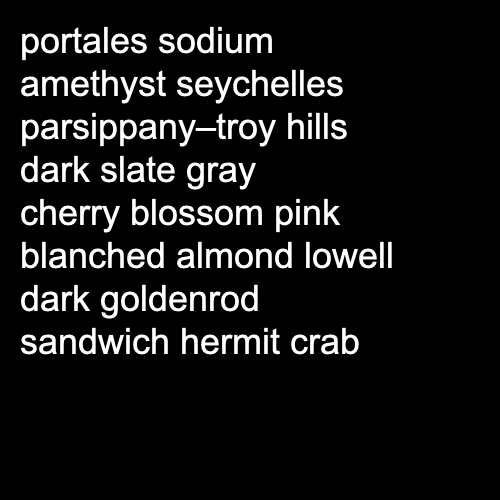 portales sodium
amethyst seychelles
parsippany–troy hills
dark slate gray
cherry blossom pink
blanched almond lowell
dark goldenrod
sandwich hermit crab